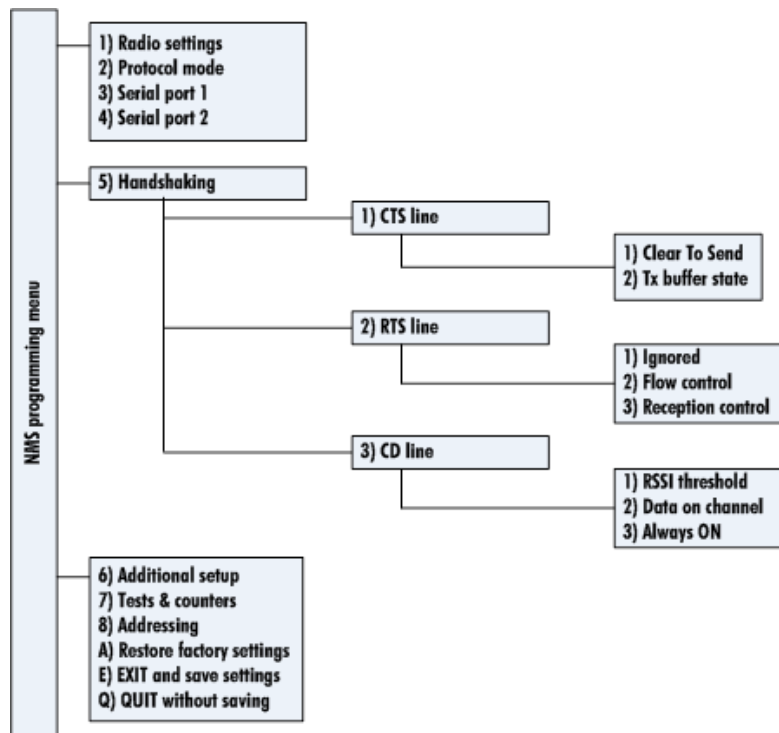 NMS programming menu
1) Radio settings
2) Protocol mode
3) Serial port 1
4) Serial port 2
5) Handshaking
1) CTS line
1) Clear To Send
2) Tx buffer state
2) RTS line
1) Ignored
2) Flow control
3) Reception control
3) CD line
1) RSSI threshold
2) Data on channel
3) Always ON
6) Additional setup
7) Tests & counters
8) Addressing
A) Restore factory settings
E) EXIT and save settings
Q) QUIT without saving